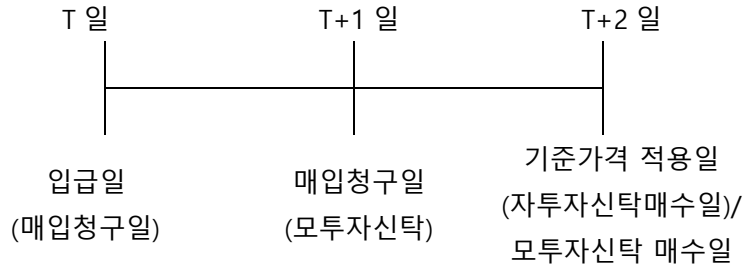 T 일 T+1 일 T+2 일
입급일
(매입청구일)
매입청구일
(모투자신탁)
기준가격 적용일
(자투자신탁매수일)/
모투자신탁 매수일